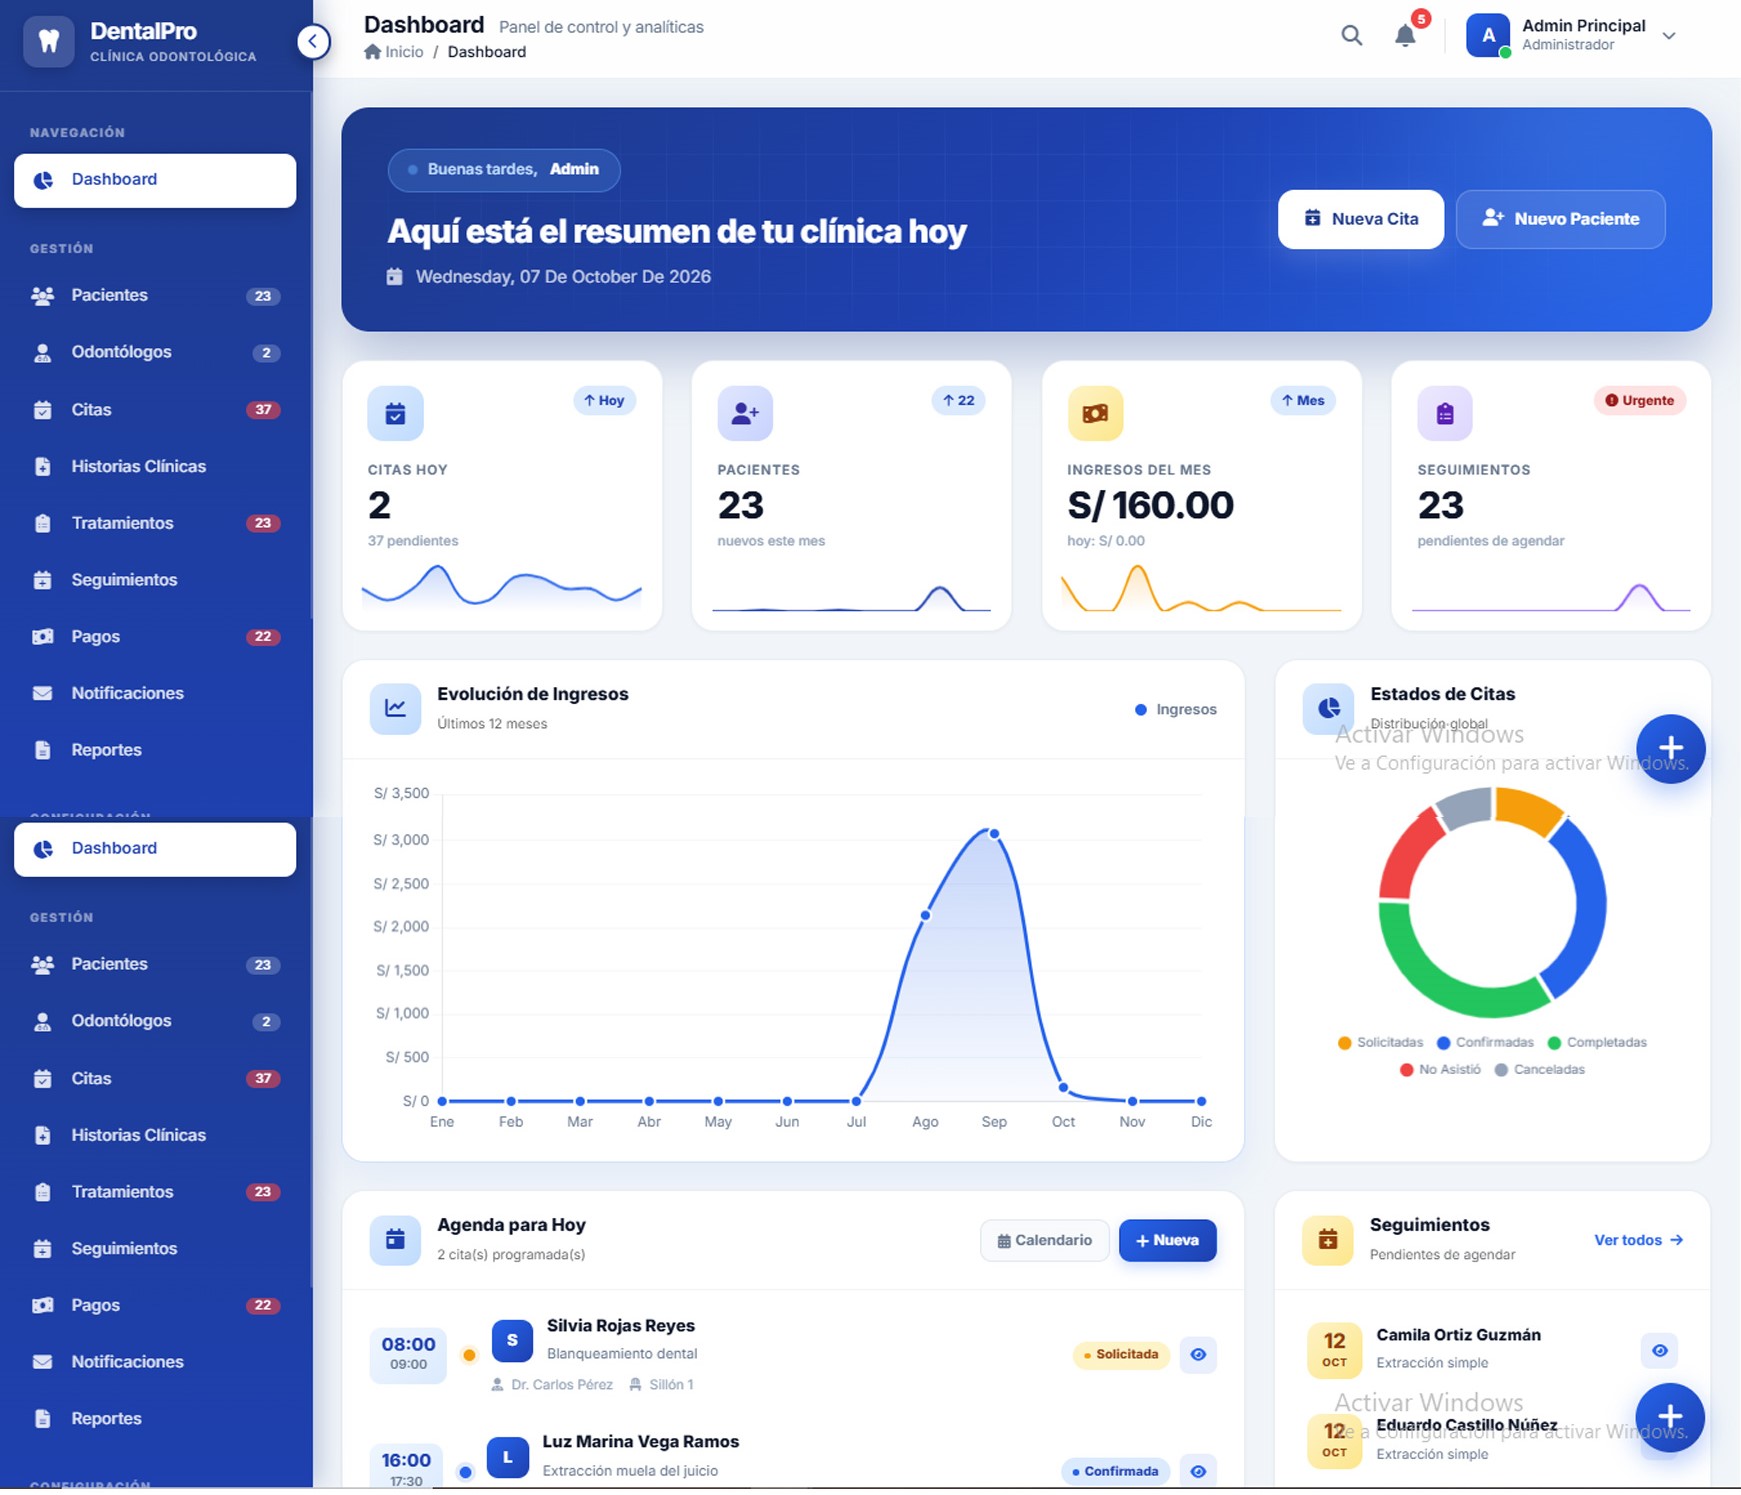 DentalPro
CLÍNICA ODONTOLÓGICA
NAVEGACIÓN
Dashboard
GESTIÓN
Pacientes 23
Odontólogos 2
Citas 37
Historias Clínicas
Tratamientos 23
Seguimientos
Pagos 22
Notificaciones
Reportes
CONFIGURACIÓN
Dashboard
GESTIÓN
Pacientes 23
Odontólogos 2
Citas 37
Historias Clínicas
Tratamientos 23
Seguimientos
Pagos 22
Notificaciones
Reportes
CONFIGURACIÓN
Dashboard Panel de control y analíticas
Inicio / Dashboard
5
A
Admin Principal
Administrador
Buenas tardes, Admin
Aquí está el resumen de tu clínica hoy
Wednesday, 07 De October De 2026
Nueva Cita
Nuevo Paciente
Hoy
CITAS HOY
2
37 pendientes
22
PACIENTES
23
nuevos este mes
Mes
INGRESOS DEL MES
S/ 160.00
hoy: S/ 0.00
Urgente
SEGUIMIENTOS
23
pendientes de agendar
Evolución de Ingresos
Últimos 12 meses
Ingresos
S/ 3,500
S/ 3,000
S/ 2,500
S/ 2,000
S/ 1,500
S/ 1,000
S/ 500
S/ 0
Ene Feb Mar Abr May Jun Jul Ago Sep Oct Nov Dic
Estados de Citas
Distribución global
Activar Windows
Ve a Configuración para activar Windows.
Solicitadas Confirmadas Completadas
No Asistió Canceladas
Agenda para Hoy
2 cita(s) programada(s)
Calendario
+ Nueva
08:00
09:00
S
Silvia Rojas Reyes
Blanqueamiento dental
Dr. Carlos Pérez Sillón 1
Solicitada
16:00
17:30
L
Luz Marina Vega Ramos
Extracción muela del juicio
Confirmada
Seguimientos
Pendientes de agendar
Ver todos →
12
OCT
Camila Ortiz Guzmán
Extracción simple
Activar Windows
Ve a Configuración para activar Windows.
12
OCT
Eduardo Castillo Núñez
Extracción simple